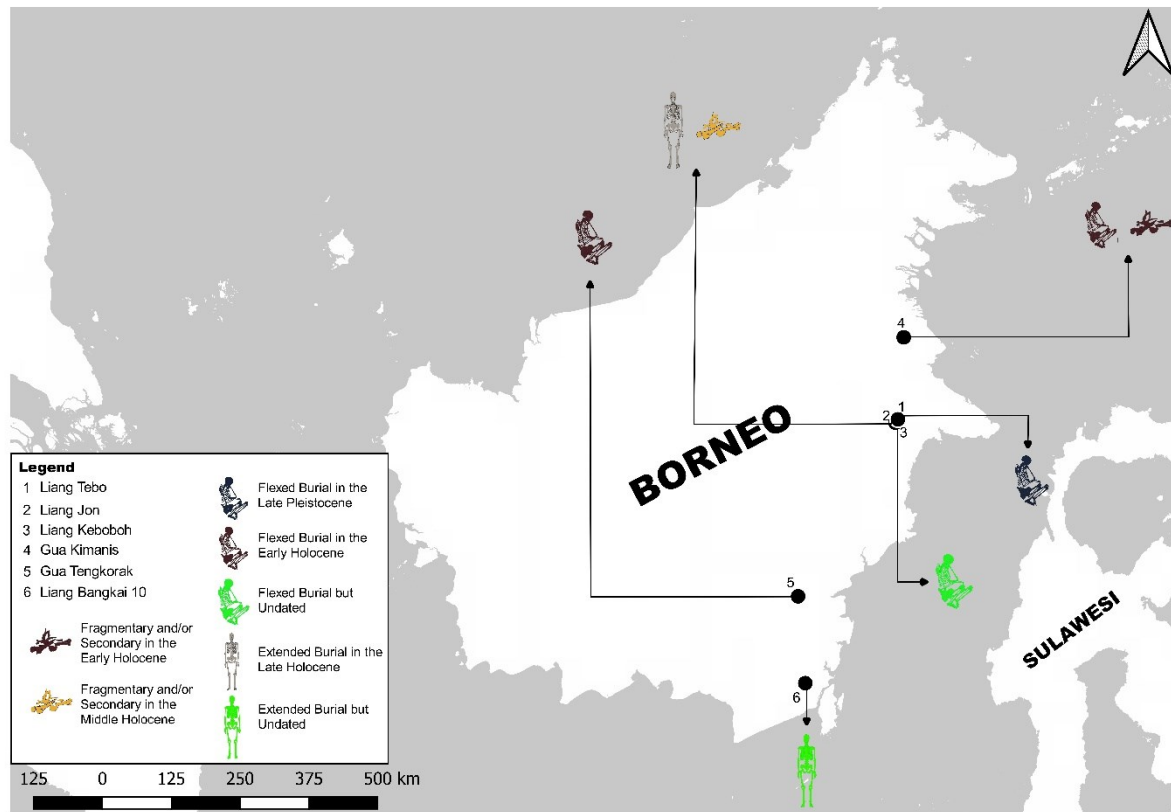 4
1
2
3
BORNEO
5
6
SULAWESI
Legend
1 Liang Tebo
2 Liang Jon
3 Liang Keboboh
4 Gua Kimanis
5 Gua Tengkorak
6 Liang Bangkai 10
Fragmentary and/or
Secondary in the
Early Holocene
Fragmentary and/or
Secondary in the
Middle Holocene
Flexed Burial in the
Late Pleistocene
Flexed Burial in the
Early Holocene
Flexed Burial but
Undated
Extended Burial in the
Late Holocene
Extended Burial but
Undated
125 0 125 250 375 500 km